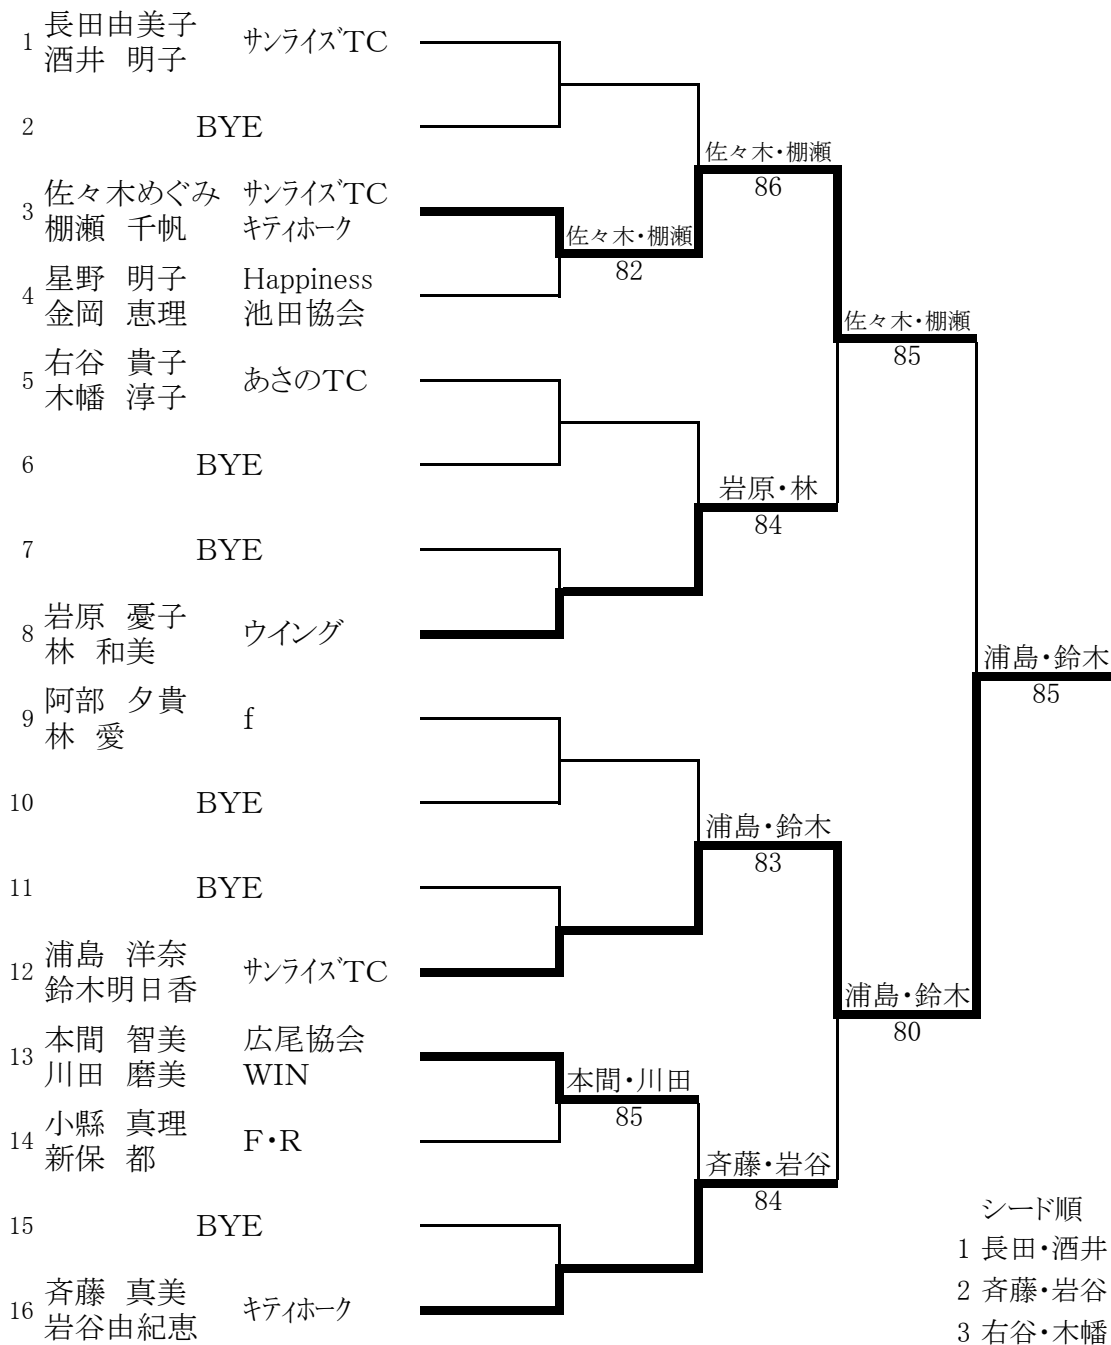 1 長田由美子 サンライズTC
酒井 明子
2 BYE
佐々木・棚瀬
86
3 佐々木めぐみ サンライズTC
棚瀬 千帆 キティホーク
佐々木・棚瀬
82
4 星野 明子 Happiness
金岡 恵理 池田協会
佐々木・棚瀬
85
5 右谷 貴子 あさのTC
木幡 淳子
6 BYE
岩原・林
84
7 BYE
8 岩原 憂子 ウイング
林 和美
浦島・鈴木
85
9 阿部 夕貴 f
林 愛
10 BYE
浦島・鈴木
83
11 BYE
12 浦島 洋奈 サンライズTC
鈴木明日香
浦島・鈴木
80
13 本間 智美 広尾協会
川田 磨美 WIN
本間・川田
85
14 小縣 真理 F・R
新保 都
斉藤・岩谷
84
15 BYE
16 斉藤 真美 キティホーク
岩谷由紀恵
シード順
1 長田・酒井
2 斉藤・岩谷
3 右谷・木幡